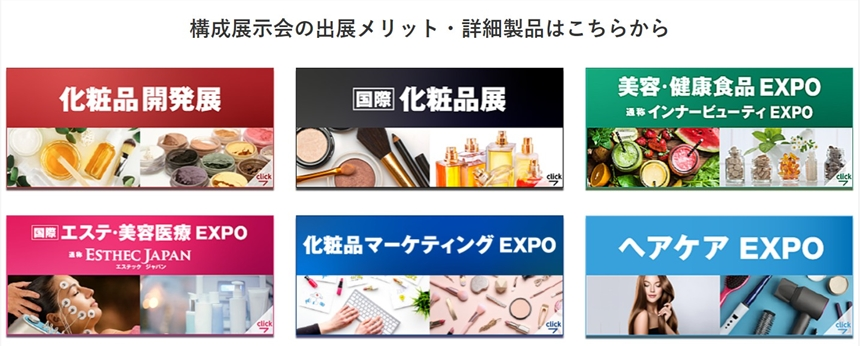 構成展示会の出展メリット・詳細製品はこちらから
化粧品開発展
click
国際 化粧品展
click
美容・健康食品 EXPO
通称 インナービューティ EXPO
click
国際 エステ・美容医療 EXPO
通称 ESTHEC JAPAN
エステック ジャパン
click
化粧品マーケティング EXPO
click
ヘアケア EXPO
click